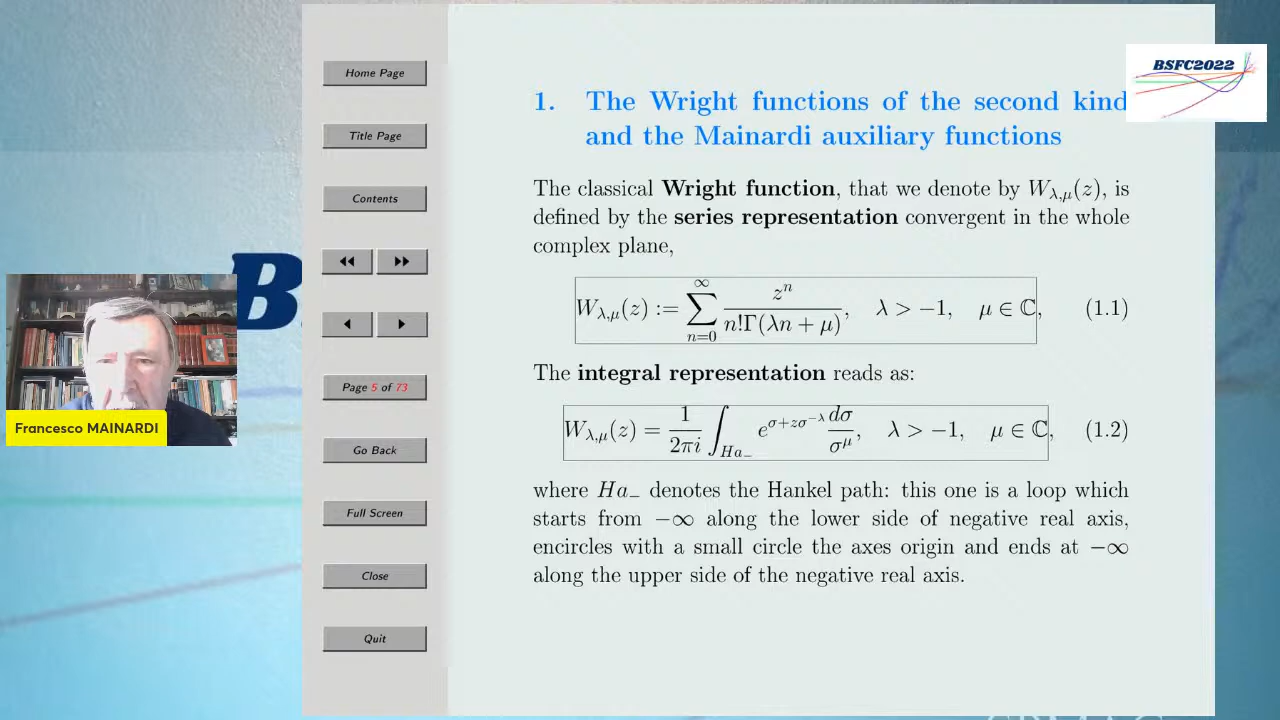 Home Page
Title Page
Contents
Page 5 of 73
Go Back
Full Screen
Close
Quit
BSFC2022
1. The Wright functions of the second kind
and the Mainardi auxiliary functions
The classical Wright function, that we denote by W_{λ,μ}(z), is
defined by the series representation convergent in the whole
complex plane,
W_{λ,μ}(z) := ∑_{n=0}^{∞} z^n / (n!Γ(λn + μ)), λ > −1, μ ∈ ℂ, (1.1)
The integral representation reads as:
W_{λ,μ}(z) = 1/(2πi) ∫_{Ha_−} e^{σ+zσ^{−λ}} dσ/σ^μ, λ > −1, μ ∈ ℂ, (1.2)
where Ha_− denotes the Hankel path: this one is a loop which
starts from −∞ along the lower side of negative real axis,
encircles with a small circle the axes origin and ends at −∞
along the upper side of the negative real axis.
Francesco MAINARDI